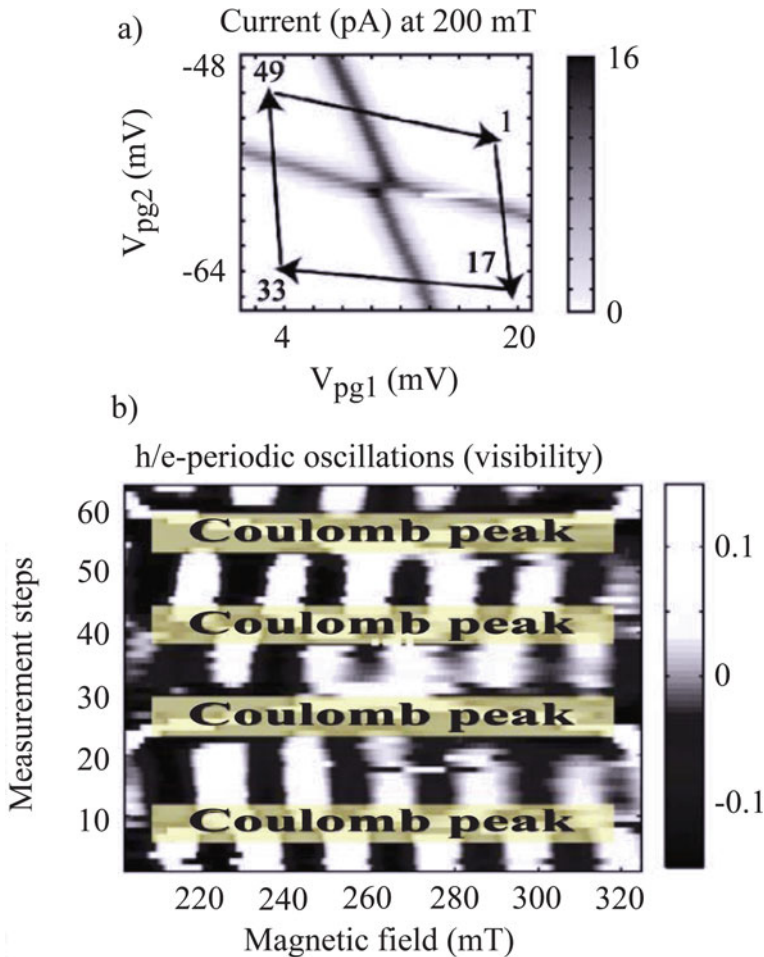 a)
Current (pA) at 200 mT
-48
49
1
16
Vpg2 (mV)
-64
33
17
0
4
20
Vpg1 (mV)
b)
h/e-periodic oscillations (visibility)
60
Coulomb peak
0.1
50
40
Coulomb peak
0
30
Coulomb peak
20
-0.1
10
Coulomb peak
Measurement steps
220 240 260 280 300 320
Magnetic field (mT)